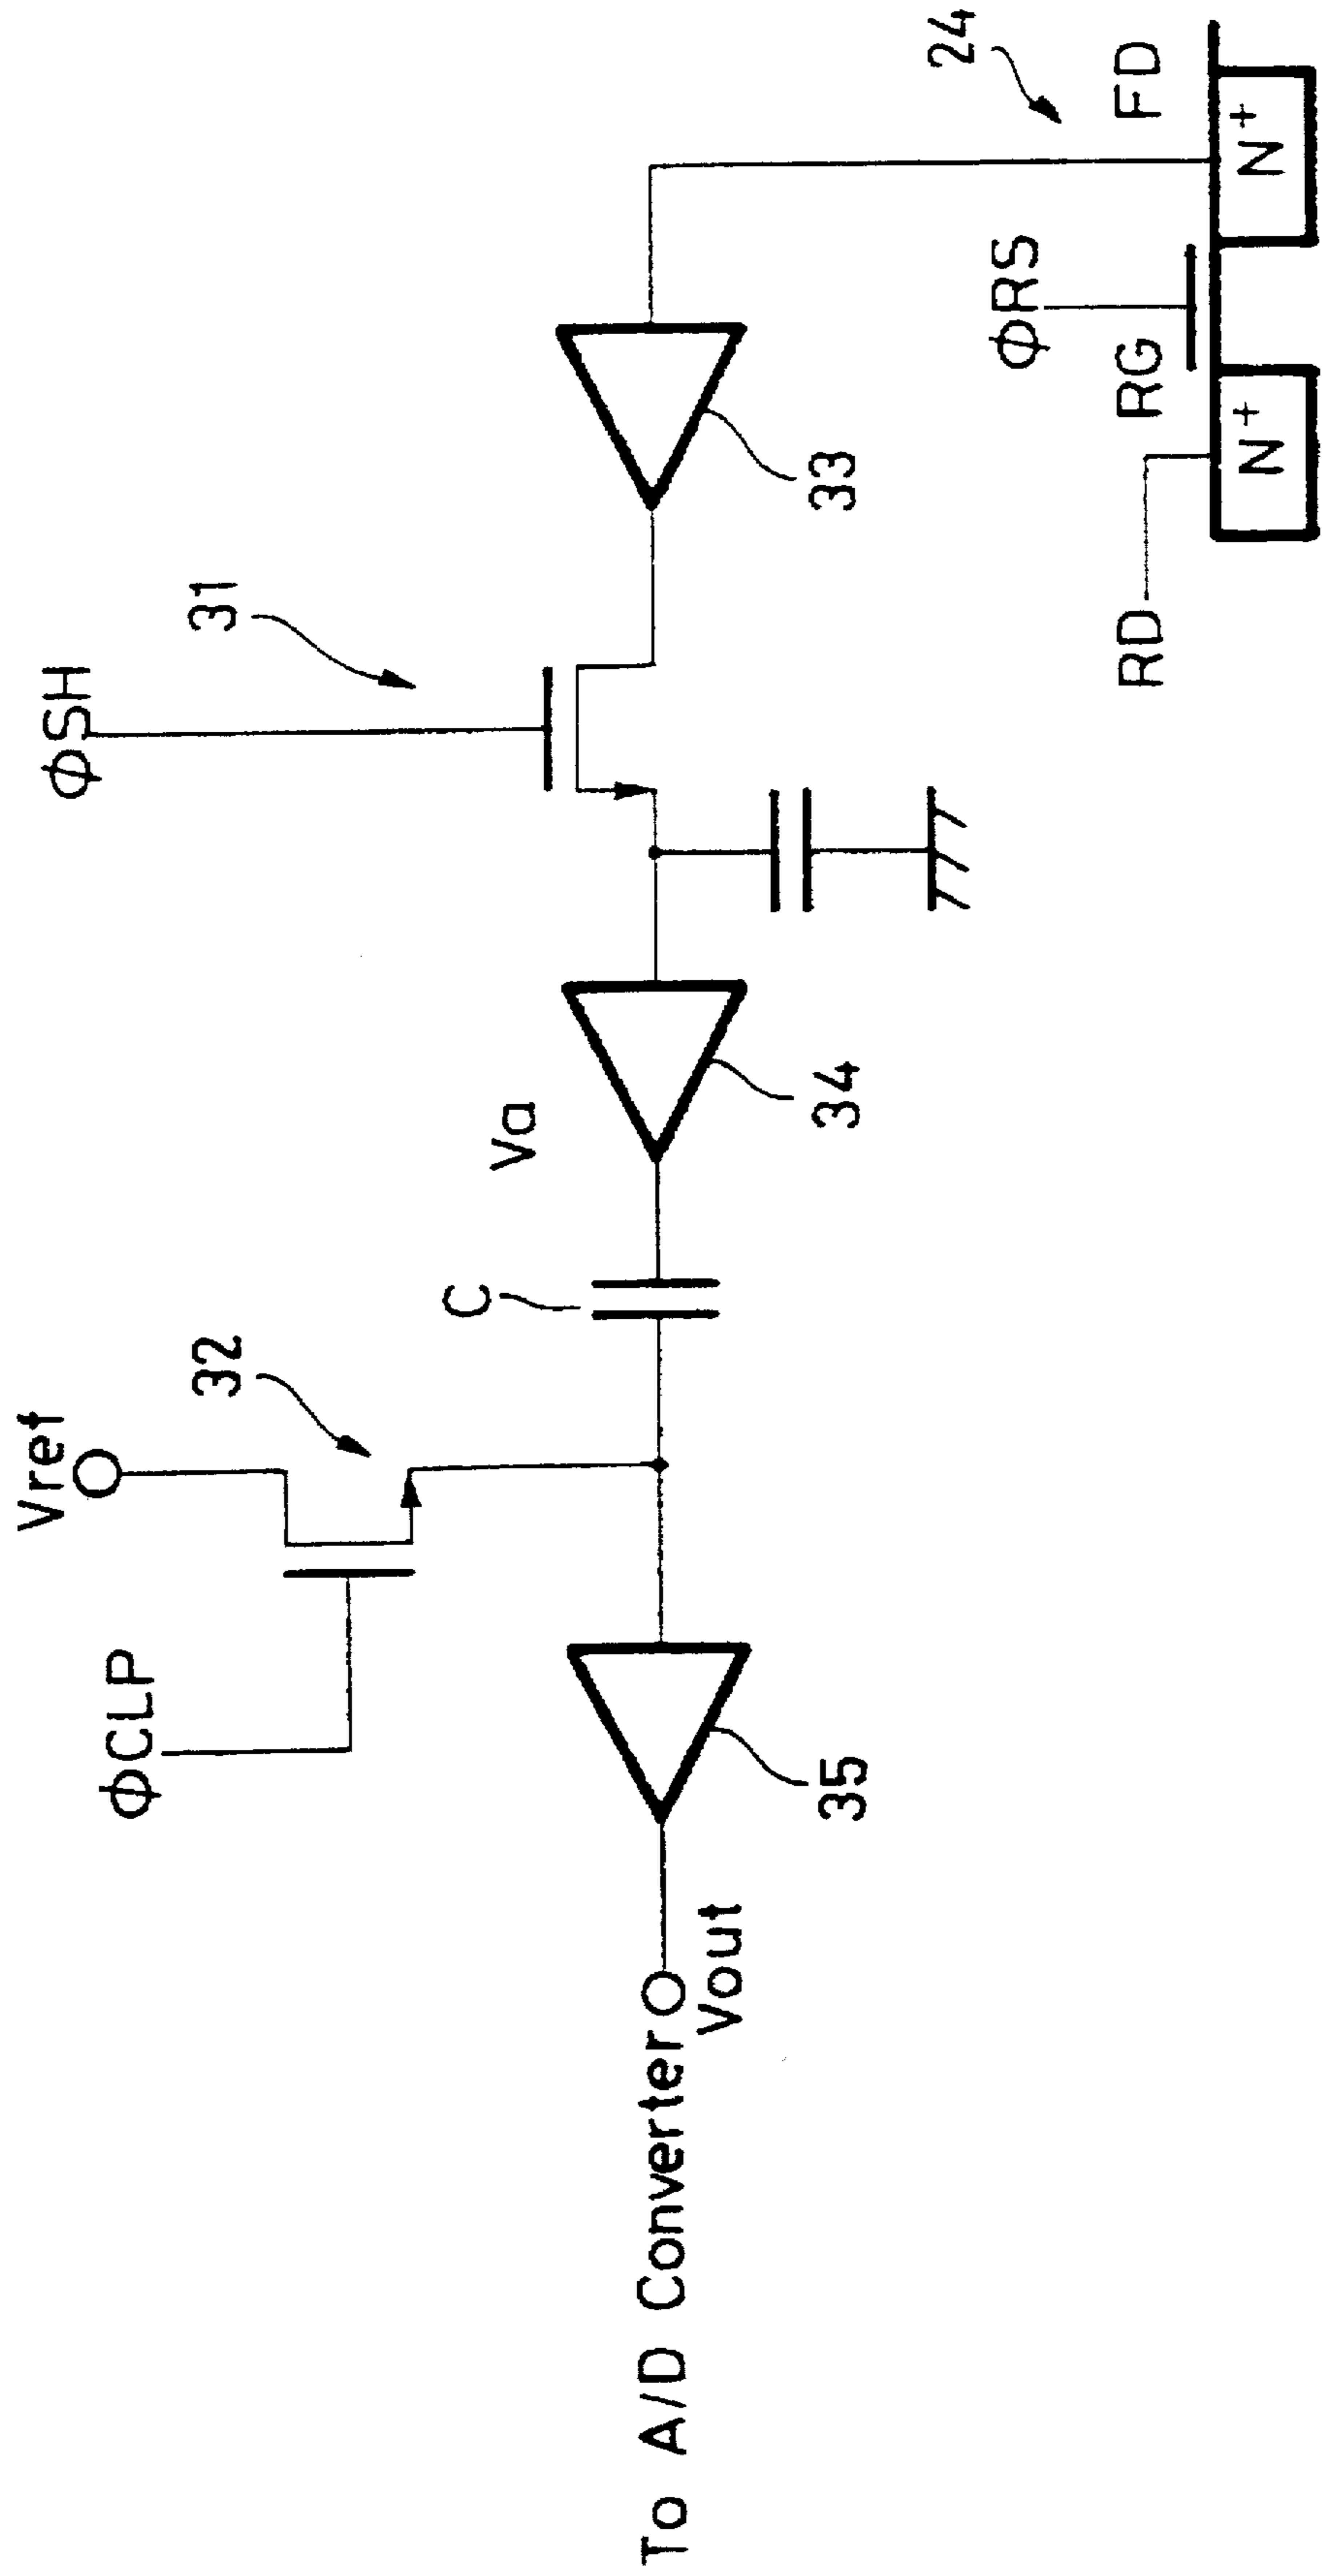 24
FD
N+
ϕRS
RG
N+
RD
33
31
ϕSH
34
Va
C
32
Vref
ϕCLP
35
Vout
To A/D Converter